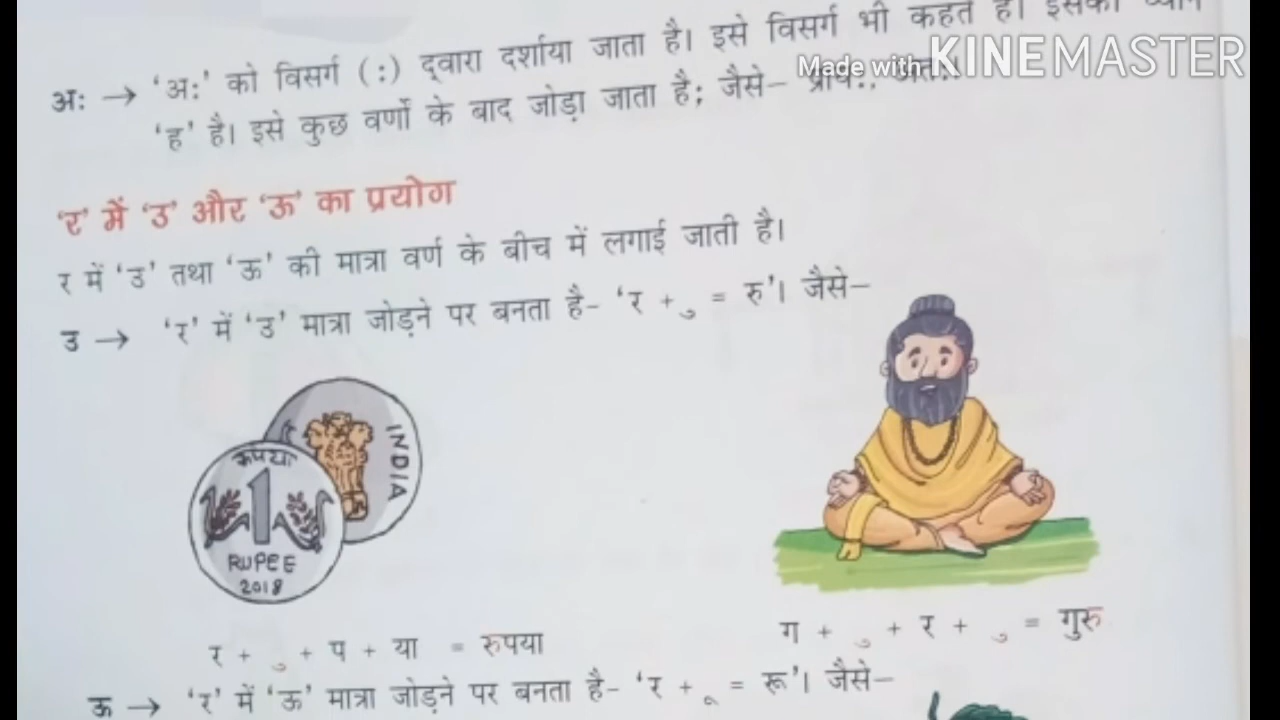 अः → ‘अः’ को विसर्ग (ः) द्वारा दर्शाया जाता है। इसे विसर्ग भी कहते हैं। इसका
Made with KINEMASTER
‘ह’ है। इसे कुछ वर्णों के बाद जोड़ा जाता है; जैसे–
‘र’ में ‘उ’ और ‘ऊ’ का प्रयोग
र में ‘उ’ तथा ‘ऊ’ की मात्रा वर्ण के बीच में लगाई जाती है।
उ → ‘र’ में ‘उ’ मात्रा जोड़ने पर बनता है- ‘र + ु = रु’। जैसे–
INDIA
रूपया
1
RUPEE
2018
र + ु + प + या = रुपया
ग + ु + र + ु = गुरु
ऊ → ‘र’ में ‘ऊ’ मात्रा जोड़ने पर बनता है- ‘र + ू = रू’। जैसे–